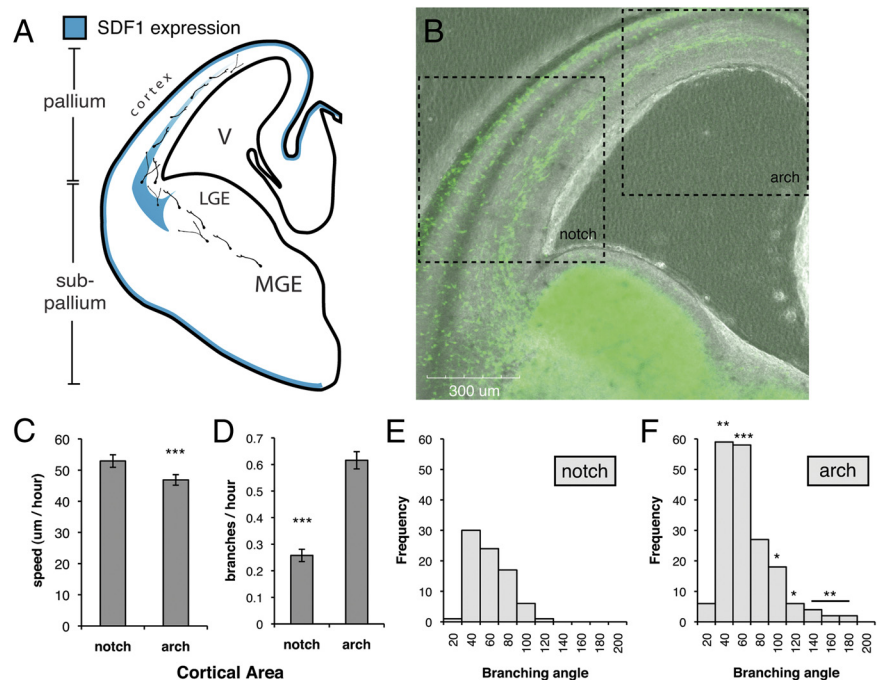 A
SDF1 expression
pallium
cortex
V
LGE
sub-
pallium
MGE
B
arch
notch
300 um
C
speed (um / hour)
60
50
40
30
20
10
0
***
notch
arch
D
branches / hour
0.7
0.6
0.5
0.4
0.3
0.2
0.1
0
***
notch
arch
Cortical Area
E
Frequency
60
50
40
30
20
10
0
notch
20
40
60
80
100
120
140
160
180
200
Branching angle
F
Frequency
60
50
40
30
20
10
0
**
***
*
*
**
arch
20
40
60
80
100
120
140
160
180
200
Branching angle